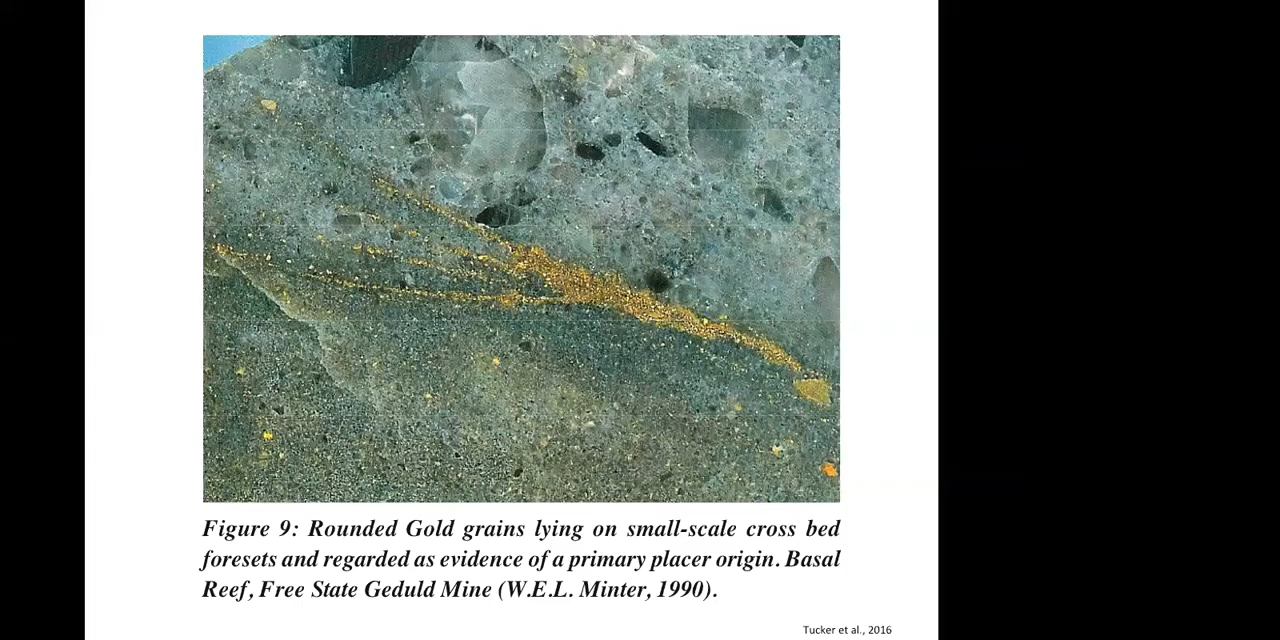 Figure 9: Rounded Gold grains lying on small-scale cross bed
foresets and regarded as evidence of a primary placer origin. Basal
Reef, Free State Geduld Mine (W.E.L. Minter, 1990).
Tucker et al., 2016